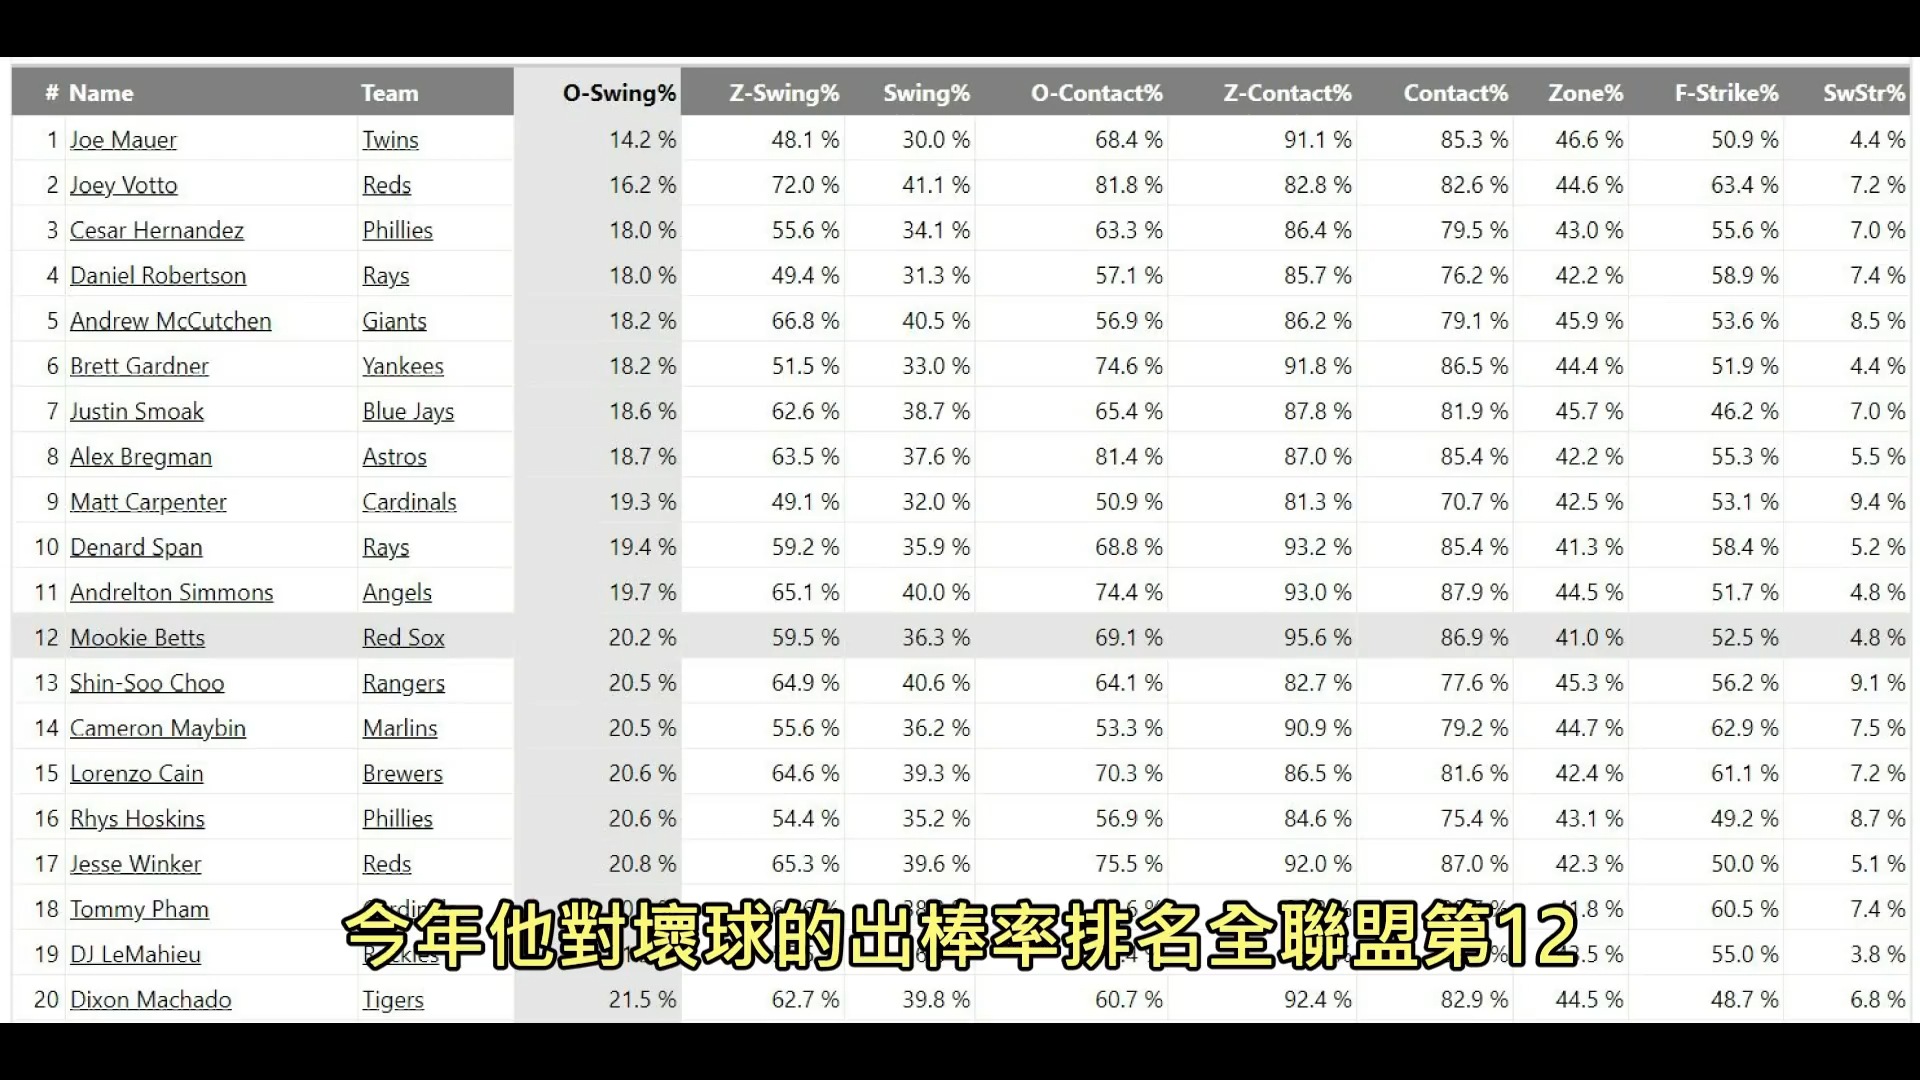 # Name Team O-Swing% Z-Swing% Swing% O-Contact% Z-Contact% Contact% Zone% F-Strike% SwStr%
1 Joe Mauer Twins 14.2 % 48.1 % 30.0 % 68.4 % 91.1 % 85.3 % 46.6 % 50.9 % 4.4 %
2 Joey Votto Reds 16.2 % 72.0 % 41.1 % 81.8 % 82.8 % 82.6 % 44.6 % 63.4 % 7.2 %
3 Cesar Hernandez Phillies 18.0 % 55.6 % 34.1 % 63.3 % 86.4 % 79.5 % 43.0 % 55.6 % 7.0 %
4 Daniel Robertson Rays 18.0 % 49.4 % 31.3 % 57.1 % 85.7 % 76.2 % 42.2 % 58.9 % 7.4 %
5 Andrew McCutchen Giants 18.2 % 66.8 % 40.5 % 56.9 % 86.2 % 79.1 % 45.9 % 53.6 % 8.5 %
6 Brett Gardner Yankees 18.2 % 51.5 % 33.0 % 74.6 % 91.8 % 86.5 % 44.4 % 51.9 % 4.4 %
7 Justin Smoak Blue Jays 18.6 % 62.6 % 38.7 % 65.4 % 87.8 % 81.9 % 45.7 % 46.2 % 7.0 %
8 Alex Bregman Astros 18.7 % 63.5 % 37.6 % 81.4 % 87.0 % 85.4 % 42.2 % 55.3 % 5.5 %
9 Matt Carpenter Cardinals 19.3 % 49.1 % 32.0 % 50.9 % 81.3 % 70.7 % 42.5 % 53.1 % 9.4 %
10 Denard Span Rays 19.4 % 59.2 % 35.9 % 68.8 % 93.2 % 85.4 % 41.3 % 58.4 % 5.2 %
11 Andrelton Simmons Angels 19.7 % 65.1 % 40.0 % 74.4 % 93.0 % 87.9 % 44.5 % 51.7 % 4.8 %
12 Mookie Betts Red Sox 20.2 % 59.5 % 36.3 % 69.1 % 95.6 % 86.9 % 41.0 % 52.5 % 4.8 %
13 Shin-Soo Choo Rangers 20.5 % 64.9 % 40.6 % 64.1 % 82.7 % 77.6 % 45.3 % 56.2 % 9.1 %
14 Cameron Maybin Marlins 20.5 % 55.6 % 36.2 % 53.3 % 90.9 % 79.2 % 44.7 % 62.9 % 7.5 %
15 Lorenzo Cain Brewers 20.6 % 64.6 % 39.3 % 70.3 % 86.5 % 81.6 % 42.4 % 61.1 % 7.2 %
16 Rhys Hoskins Phillies 20.6 % 54.4 % 35.2 % 56.9 % 84.6 % 75.4 % 43.1 % 49.2 % 8.7 %
17 Jesse Winker Reds 20.8 % 65.3 % 39.6 % 75.5 % 92.0 % 87.0 % 42.3 % 50.0 % 5.1 %
18 Tommy Pham 60.5 % 7.4 %
19 DJ LeMahieu 55.0 % 3.8 %
今年他對壞球的出棒率排名全聯盟第12
20 Dixon Machado Tigers 21.5 % 62.7 % 39.8 % 60.7 % 92.4 % 82.9 % 44.5 % 48.7 % 6.8 %